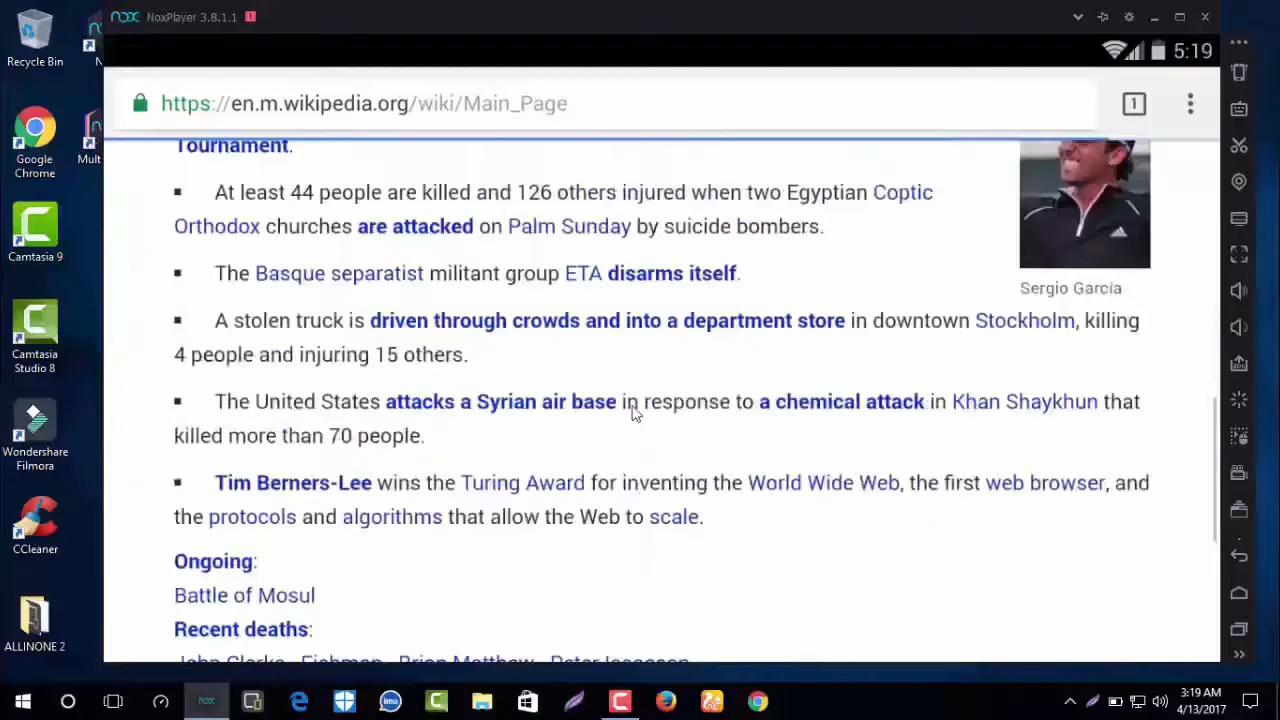 nox NoxPlayer 3.8.1.1
5:19
https://en.m.wikipedia.org/wiki/Main_Page
1
Tournament.
At least 44 people are killed and 126 others injured when two Egyptian Coptic
Orthodox churches are attacked on Palm Sunday by suicide bombers.
The Basque separatist militant group ETA disarms itself.
A stolen truck is driven through crowds and into a department store in downtown Stockholm, killing
4 people and injuring 15 others.
The United States attacks a Syrian air base in response to a chemical attack in Khan Shaykhun that
killed more than 70 people.
Tim Berners-Lee wins the Turing Award for inventing the World Wide Web, the first web browser, and
the protocols and algorithms that allow the Web to scale.
Ongoing:
Battle of Mosul
Recent deaths:
Sergio García
Recycle Bin
Google
Chrome
Mult
Camtasia 9
Camtasia
Studio 8
Wondershare
Filmora
CCleaner
ALLINONE 2
nox
imo
3:19 AM
4/13/2017